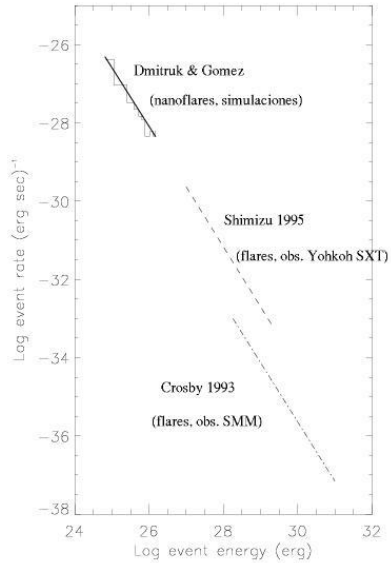 -26
-28
-30
-32
-34
-36
-38
Log event rate (erg sec)⁻¹
Dmitruk & Gomez
(nanoflares, simulaciones)
Shimizu 1995
(flares, obs. Yohkoh SXT)
Crosby 1993
(flares, obs. SMM)
24 26 28 30 32
Log event energy (erg)